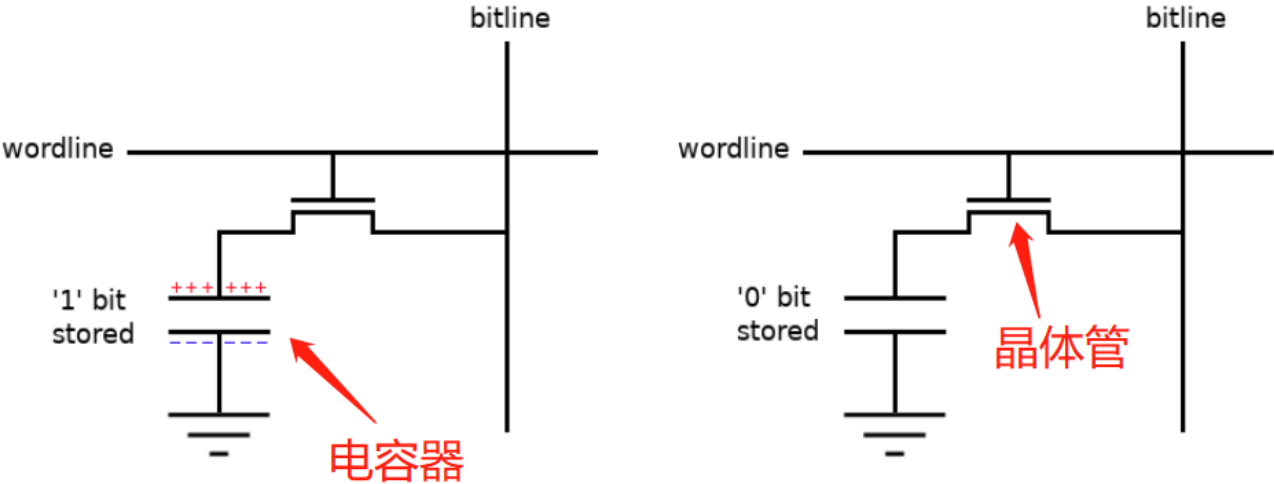 bitline
wordline
'1' bit
stored
+++ +++
电容器
bitline
wordline
'0' bit
stored
晶体管